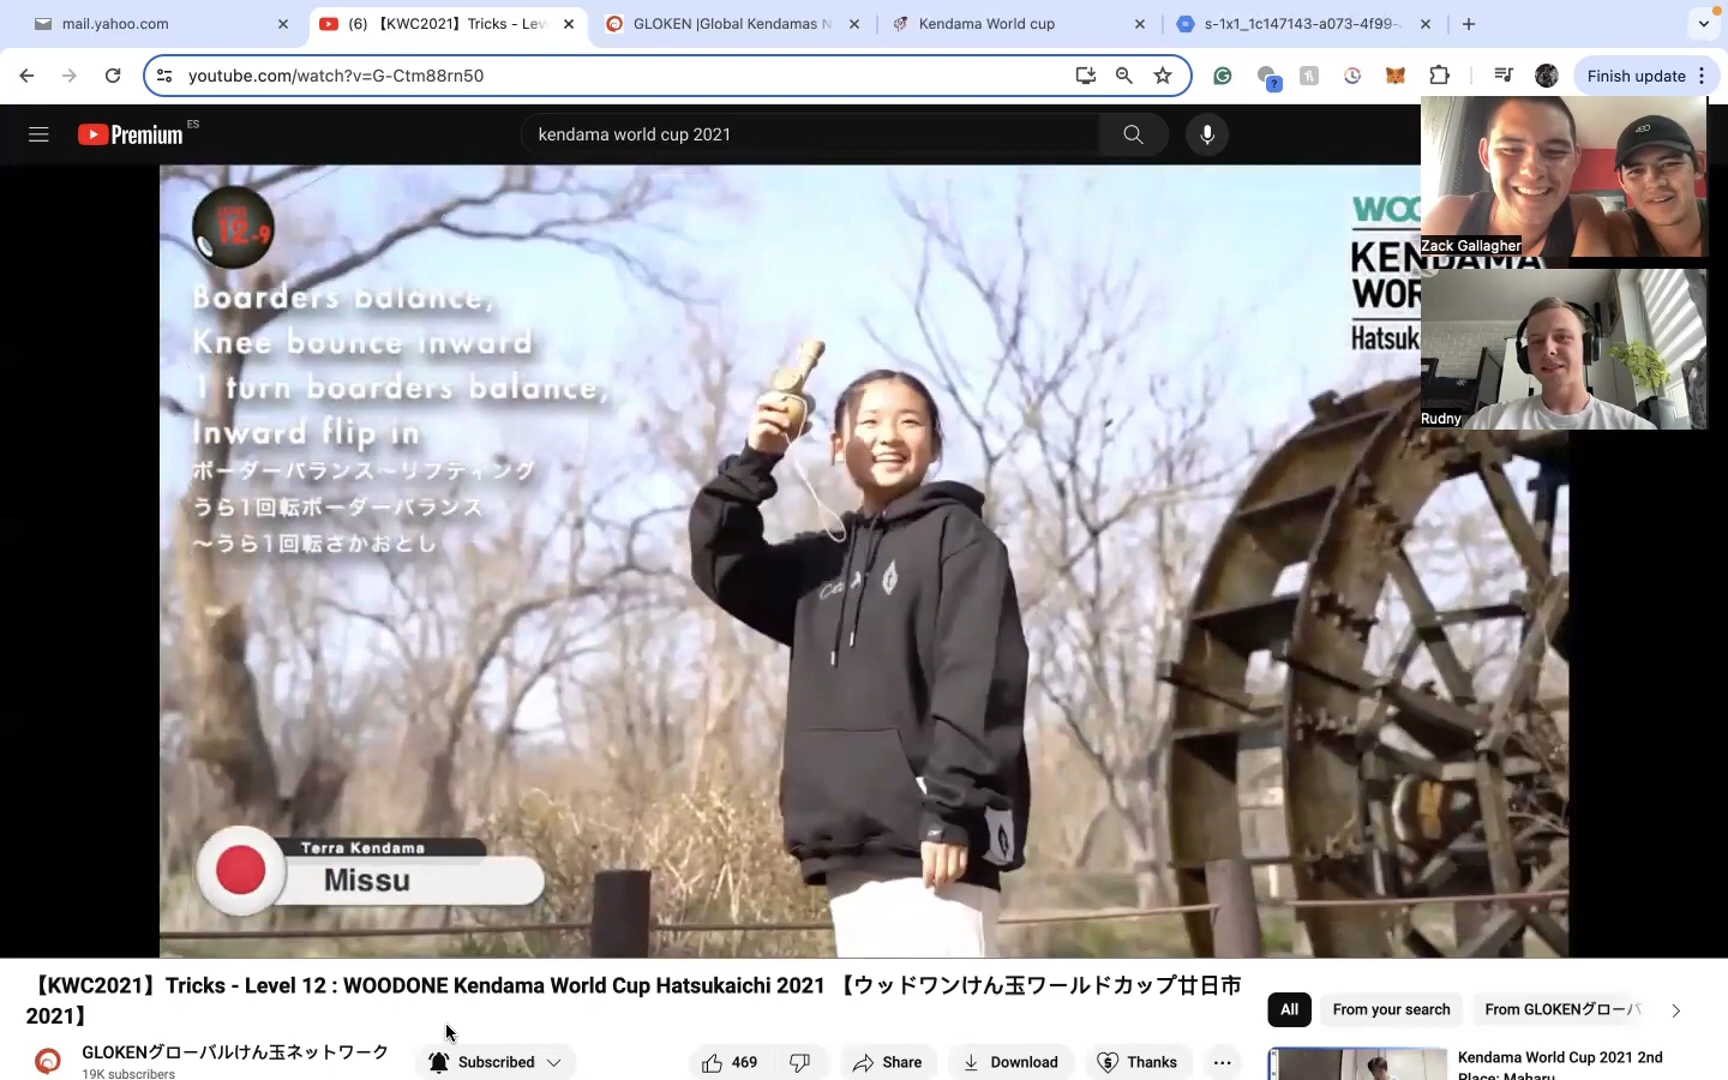 mail.yahoo.com
(6) 【KWC2021】Tricks - Lev
GLOKEN |Global Kendamas N
Kendama World cup
s-1x1_1c147143-a073-4f99-
youtube.com/watch?v=G-Ctm88rn50
Finish update
Premium
ES
kendama world cup 2021
LEVEL
12-9
Boarders balance,
Knee bounce inward
1 turn boarders balance,
Inward flip in
ボーダーバランス～リフティング
うら1回転ボーダーバランス
～うら1回転さかおとし
WOO
KENDAMA
WOR
Hatsuk
Zack Gallagher
Rudny
Terra Kendama
Missu
【KWC2021】Tricks - Level 12 : WOODONE Kendama World Cup Hatsukaichi 2021 【ウッドワンけん玉ワールドカップ廿日市
2021】
GLOKENグローバルけん玉ネットワーク
19K subscribers
Subscribed
469
Share
Download
Thanks
All
From your search
From GLOKENグローバ
Kendama World Cup 2021 2nd
Place: Maharu